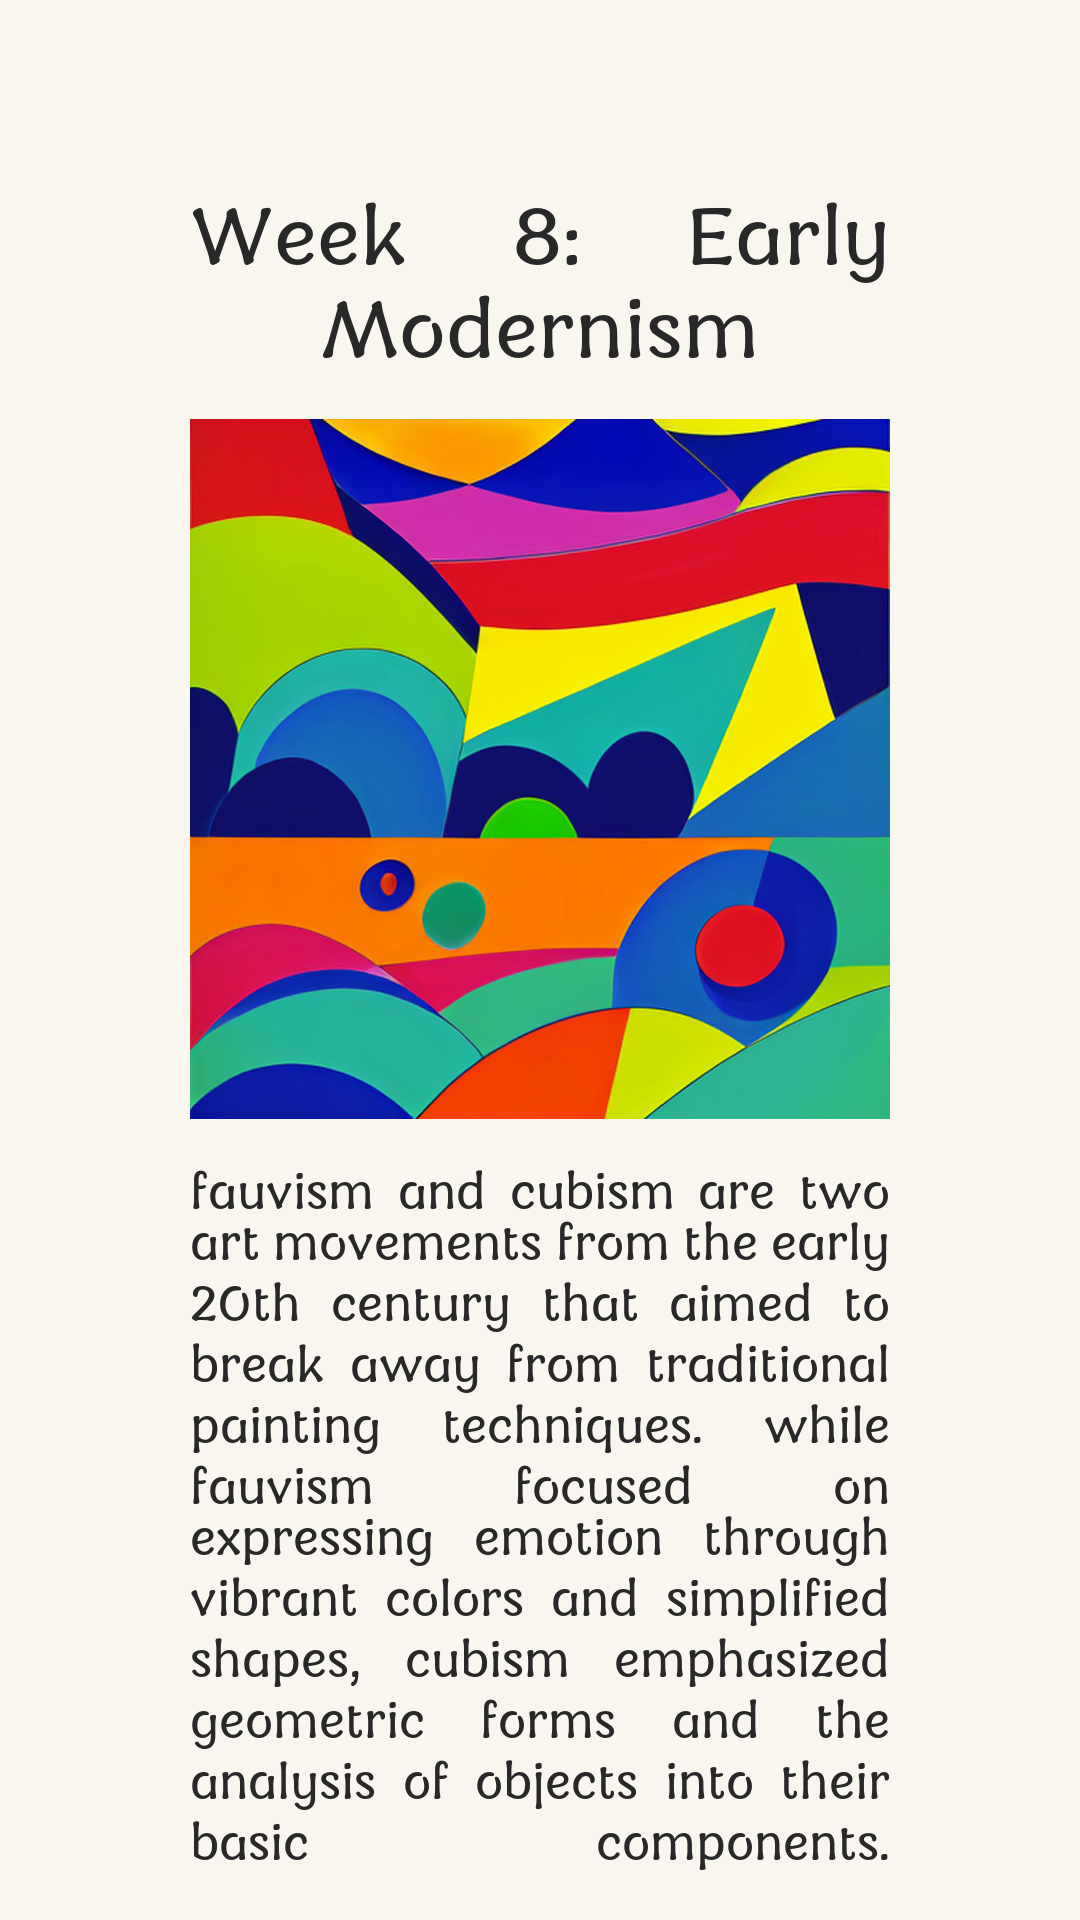 Week 8: Early
Modernism
fauvism and cubism are two
art movements from the early
20th century that aimed to
break away from traditional
painting techniques. while
fauvism focused on
expressing emotion through
vibrant colors and simplified
shapes, cubism emphasized
geometric forms and the
analysis of objects into their
basic components.